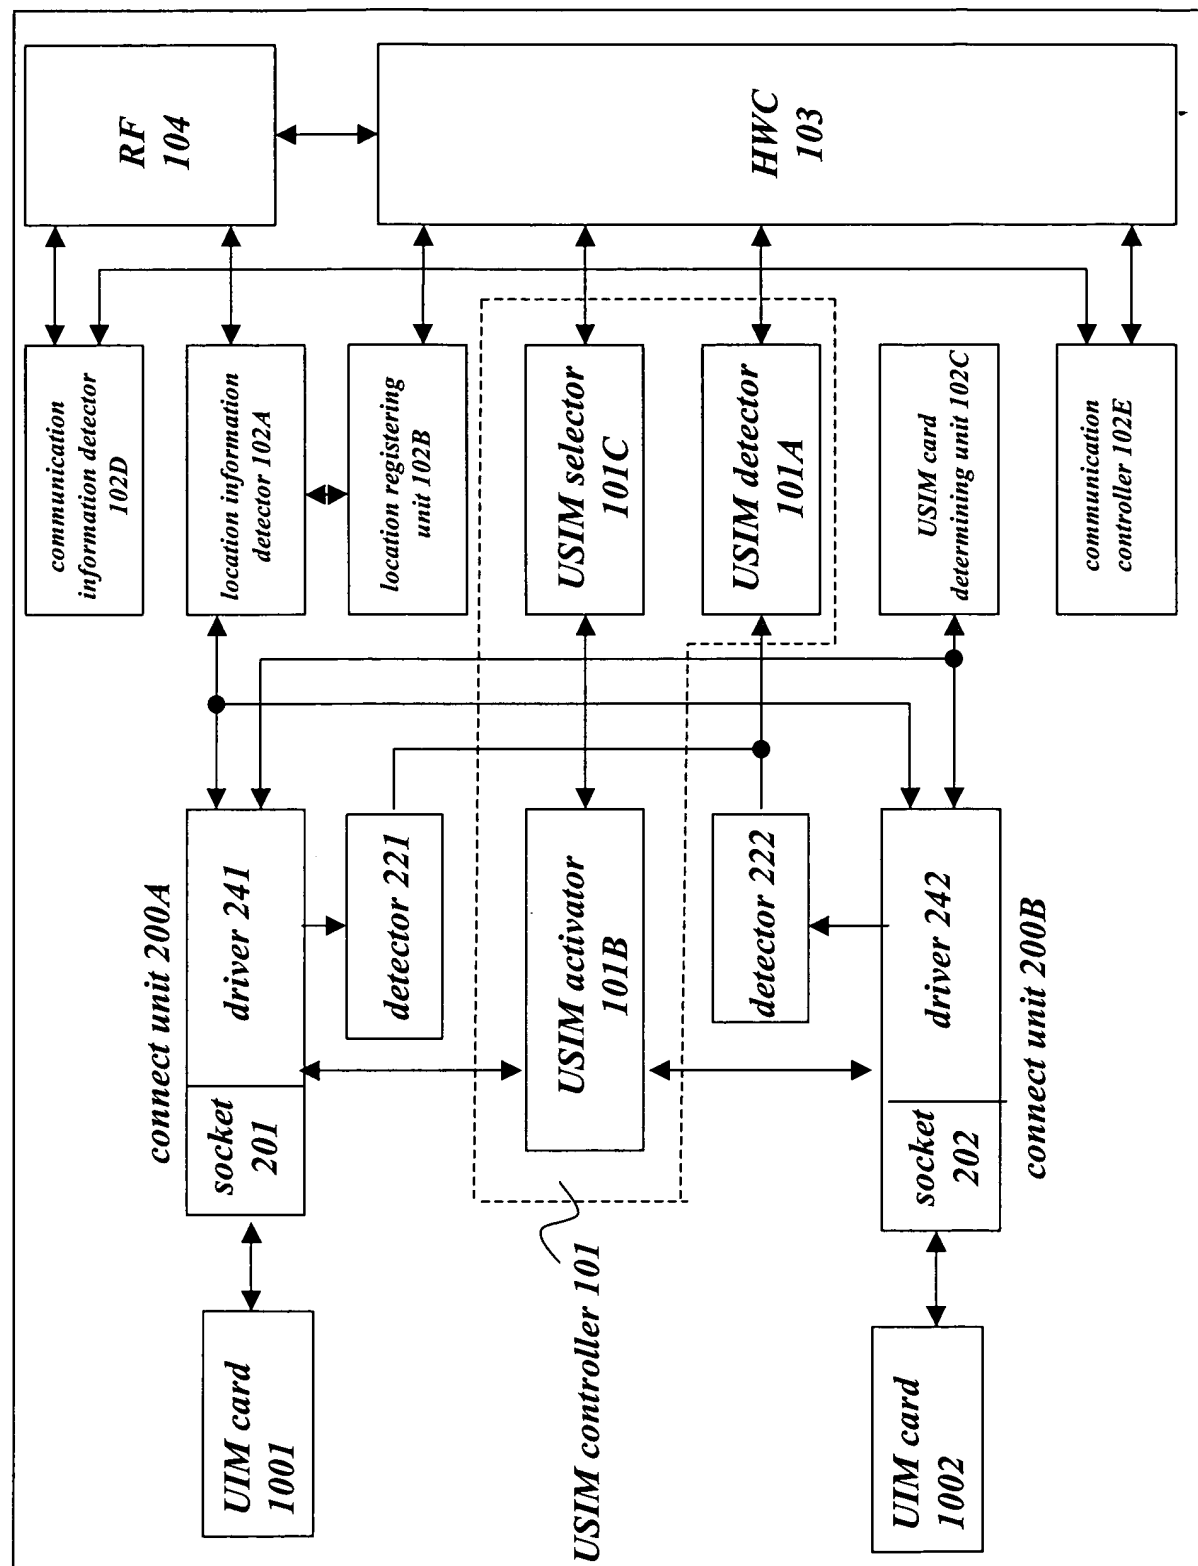 RF
104
HWC
103
communication
information detector
102D
location information
detector 102A
location registering
unit 102B
USIM selector
101C
USIM detector
101A
USIM card
determining unit 102C
communication
controller 102E
connect unit 200A
driver 241
socket
201
detector 221
USIM activator
101B
detector 222
driver 242
socket
202
connect unit 200B
UIM card
1001
USIM controller 101
UIM card
1002